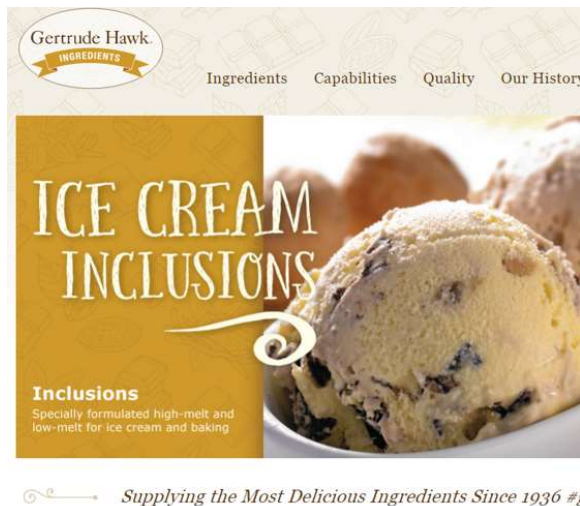 Gertrude Hawk.
INGREDIENTS
Ingredients Capabilities Quality Our History
ICE CREAM
INCLUSIONS
Inclusions
Specially formulated high-melt and
low-melt for ice cream and baking
Supplying the Most Delicious Ingredients Since 1936